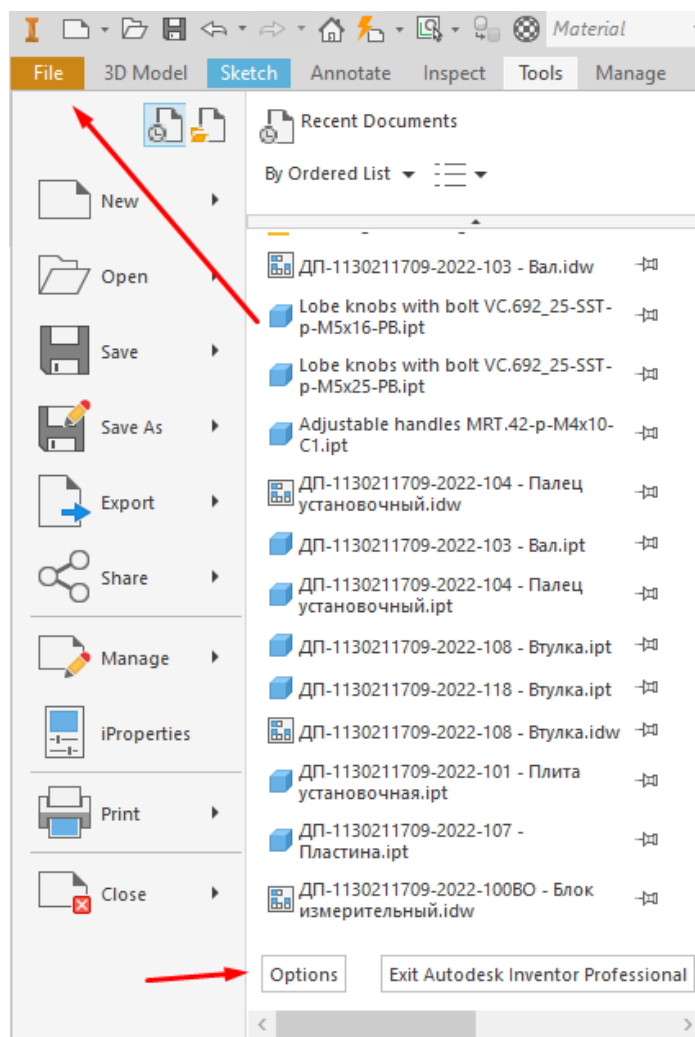 Material
File 3D Model Sketch Annotate Inspect Tools Manage
Recent Documents
By Ordered List
New
Open
Save
Save As
Export
Share
Manage
iProperties
Print
Close
ДП-1130211709-2022-103 - Вал.idw
Lobe knobs with bolt VC.692_25-SST-
p-M5x16-PB.ipt
Lobe knobs with bolt VC.692_25-SST-
p-M5x25-PB.ipt
Adjustable handles MRT.42-p-M4x10-
C1.ipt
ДП-1130211709-2022-104 - Палец
установочный.idw
ДП-1130211709-2022-103 - Вал.ipt
ДП-1130211709-2022-104 - Палец
установочный.ipt
ДП-1130211709-2022-108 - Втулка.ipt
ДП-1130211709-2022-118 - Втулка.ipt
ДП-1130211709-2022-108 - Втулка.idw
ДП-1130211709-2022-101 - Плита
установочная.ipt
ДП-1130211709-2022-107 -
Пластина.ipt
ДП-1130211709-2022-100ВО - Блок
измерительный.idw
Options
Exit Autodesk Inventor Professional